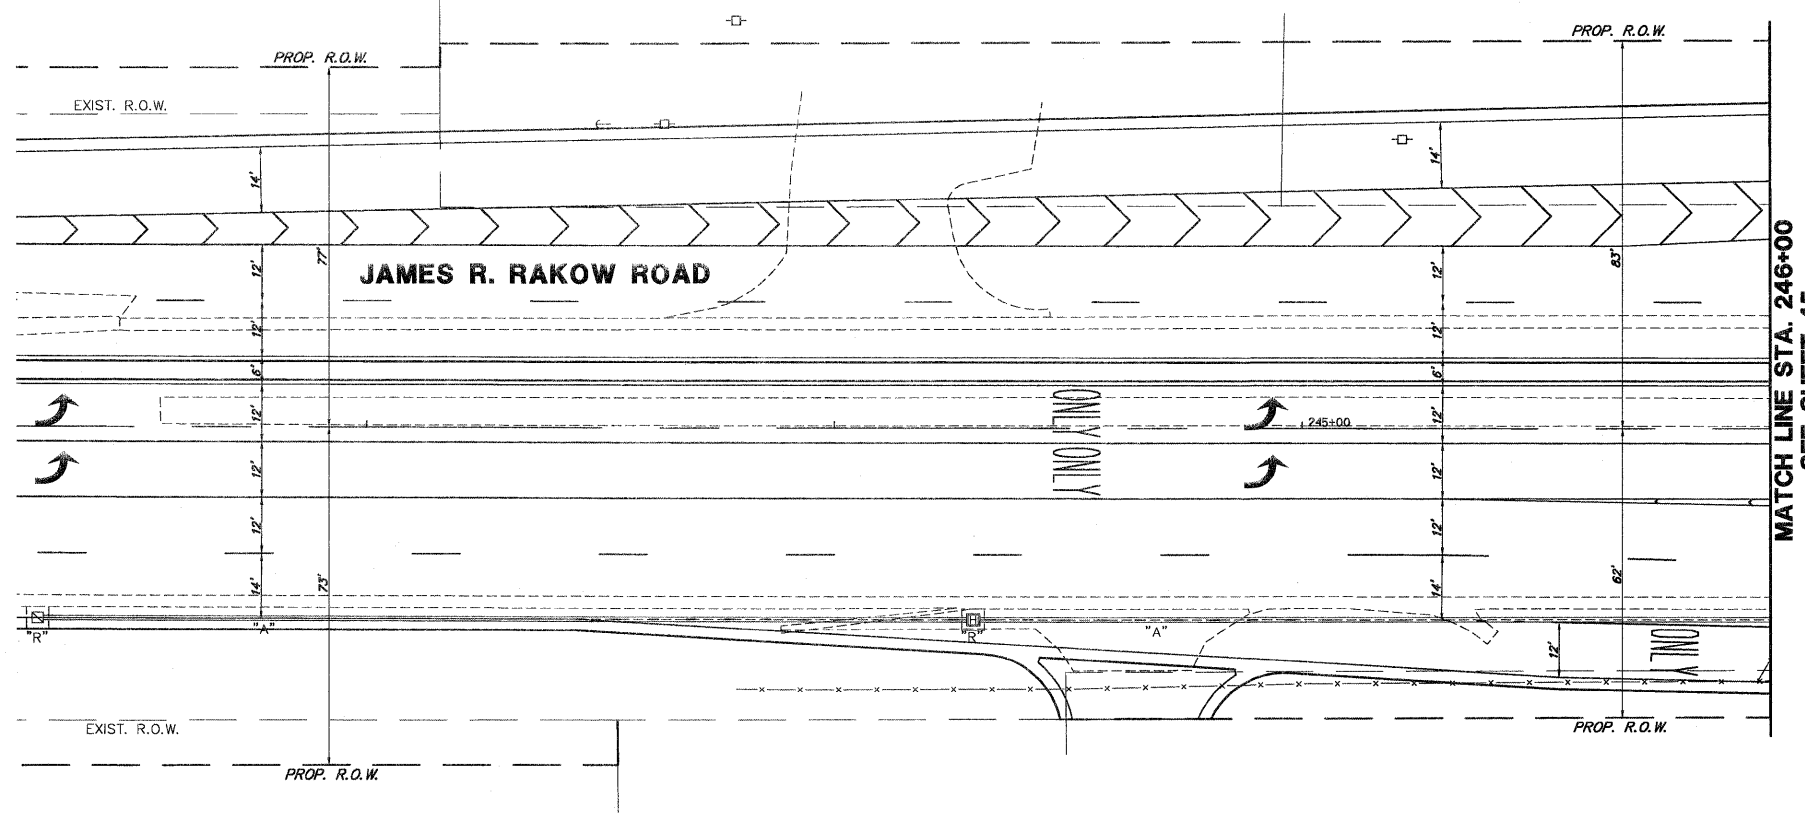 PROP. R.O.W.
PROP. R.O.W.
EXIST. R.O.W.
14'
14'
12'
77'
JAMES R. RAKOW ROAD
12'
83'
12'
12'
6'
6'
12'
ONLY
12'
245+00
12'
ONLY
12'
12'
12'
14'
73'
14'
62'
"R"
"A"
"R"
"A"
12'
ONLY
EXIST. R.O.W.
PROP. R.O.W.
PROP. R.O.W.
MATCH LINE STA. 246+00